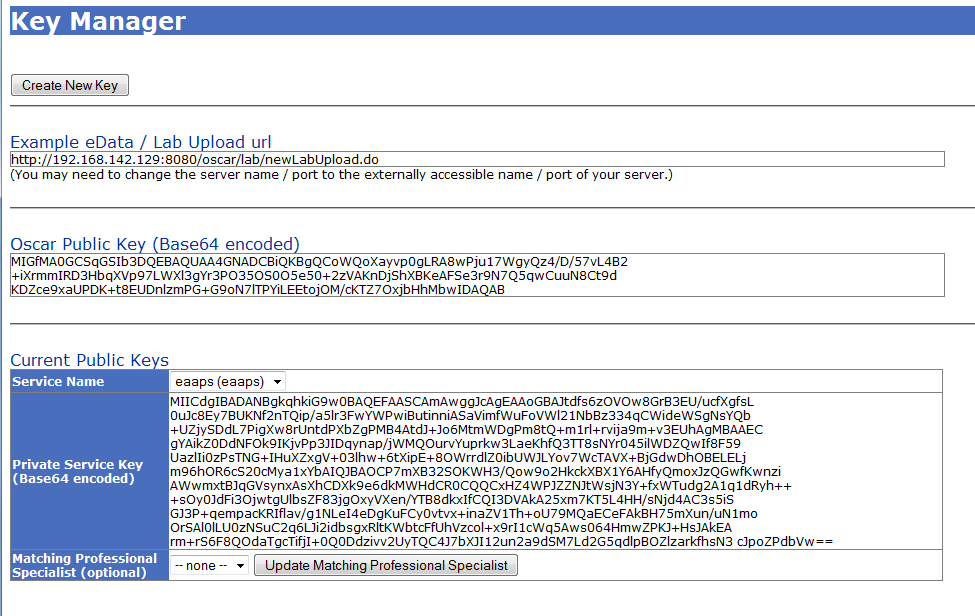 Key Manager
Create New Key
Example eData / Lab Upload url
http://192.168.142.129:8080/oscar/lab/newLabUpload.do
(You may need to change the server name / port to the externally accessible name / port of your server.)
Oscar Public Key (Base64 encoded)
MIGfMA0GCSqGSIb3DQEBAQUAA4GNADCBiQKBgQCoWQoXayvp0gLRA8wPju17WgyQz4/D/57vL4B2
+iXrmmIRD3HbqXVp97LWXl3gYr3PO35OS0O5e50+2zVAKnDjShXBKeAFSe3r9N7Q5qwCuuN8Ct9d
KDZce9xaUPDK+t8EUDnlzmPG+G9oN7lTPYiLEEtojOM/cKTZ7OxjbHhMbwIDAQAB
Current Public Keys
Service Name
eaaps (eaaps)
Private Service Key
(Base64 encoded)
MIICdgIBADANBgkqhkiG9w0BAQEFAASCAmAwggJcAgEAAoGBAJtdfs6zOVOw8GrB3EU/ucfXgfsL
0uJc8Ey7BUKNf2nTQip/a5lr3FwYWPwiButinniASaVimfWuFoVWl21NbBz334qCWideWSgNsYQb
+UZjySDdL7PigXw8rUntdPXbZgPMB4AtdJ+Jo6MtmWDgPm8tQ+m1rl+rvija9m+v3EUhAgMBAAEC
gYAikZ0DdNFOk9IKjvPp3JIDqynap/jWMQOurvYuprkw3LaeKhfQ3TT8sNYr045ilWDZQwIf8F59
UazlIi0zPsTNG+IHuXZxgV+03lhw+6tXipE+8OWrrdlZ0ibUWJLYov7WcTAVX+BjGdwDhOBELELj
m96hOR6cS20cMya1xYbAIQJBAOCP7mXB32SOKWH3/Qow9o2HkckXBX1Y6AHfyQmoxJzQGwfKwnzi
AWwmxtBJqGVsynxAsXhCDXk9e6dkMWHdCR0CQQCxHZ4WPJZZNJtWsjN3Y+fxWTudg2A1q1dRyh++
+sOy0JdFi3OjwtgUlbsZF83jgOxyVXen/YTB8dkxIfCQI3DVAkA25xm7KT5L4HH/sNjd4AC3s5iS
GJ3P+qempacKRIflav/g1NLeI4eDgKuFCy0vtvx+inaZV1Th+oU79MQaECeFAkBH75mXun/uN1mo
OrSAl0lLU0zNSuC2q6LJi2idbsgxRltKWbtcFfUhVzcol+x9rI1cWq5Aws064HmwZPKJ+HsJAkEA
rm+rS6F8QOdaTgcTifjI+0Q0Ddzivv2UyTQC4J7bXJI12un2a9dSM7Ld2G5qdlpBOZlzarkfhsN3 cJpoZPdbVw==
Matching Professional
Specialist (optional)
-- none --
Update Matching Professional Specialist